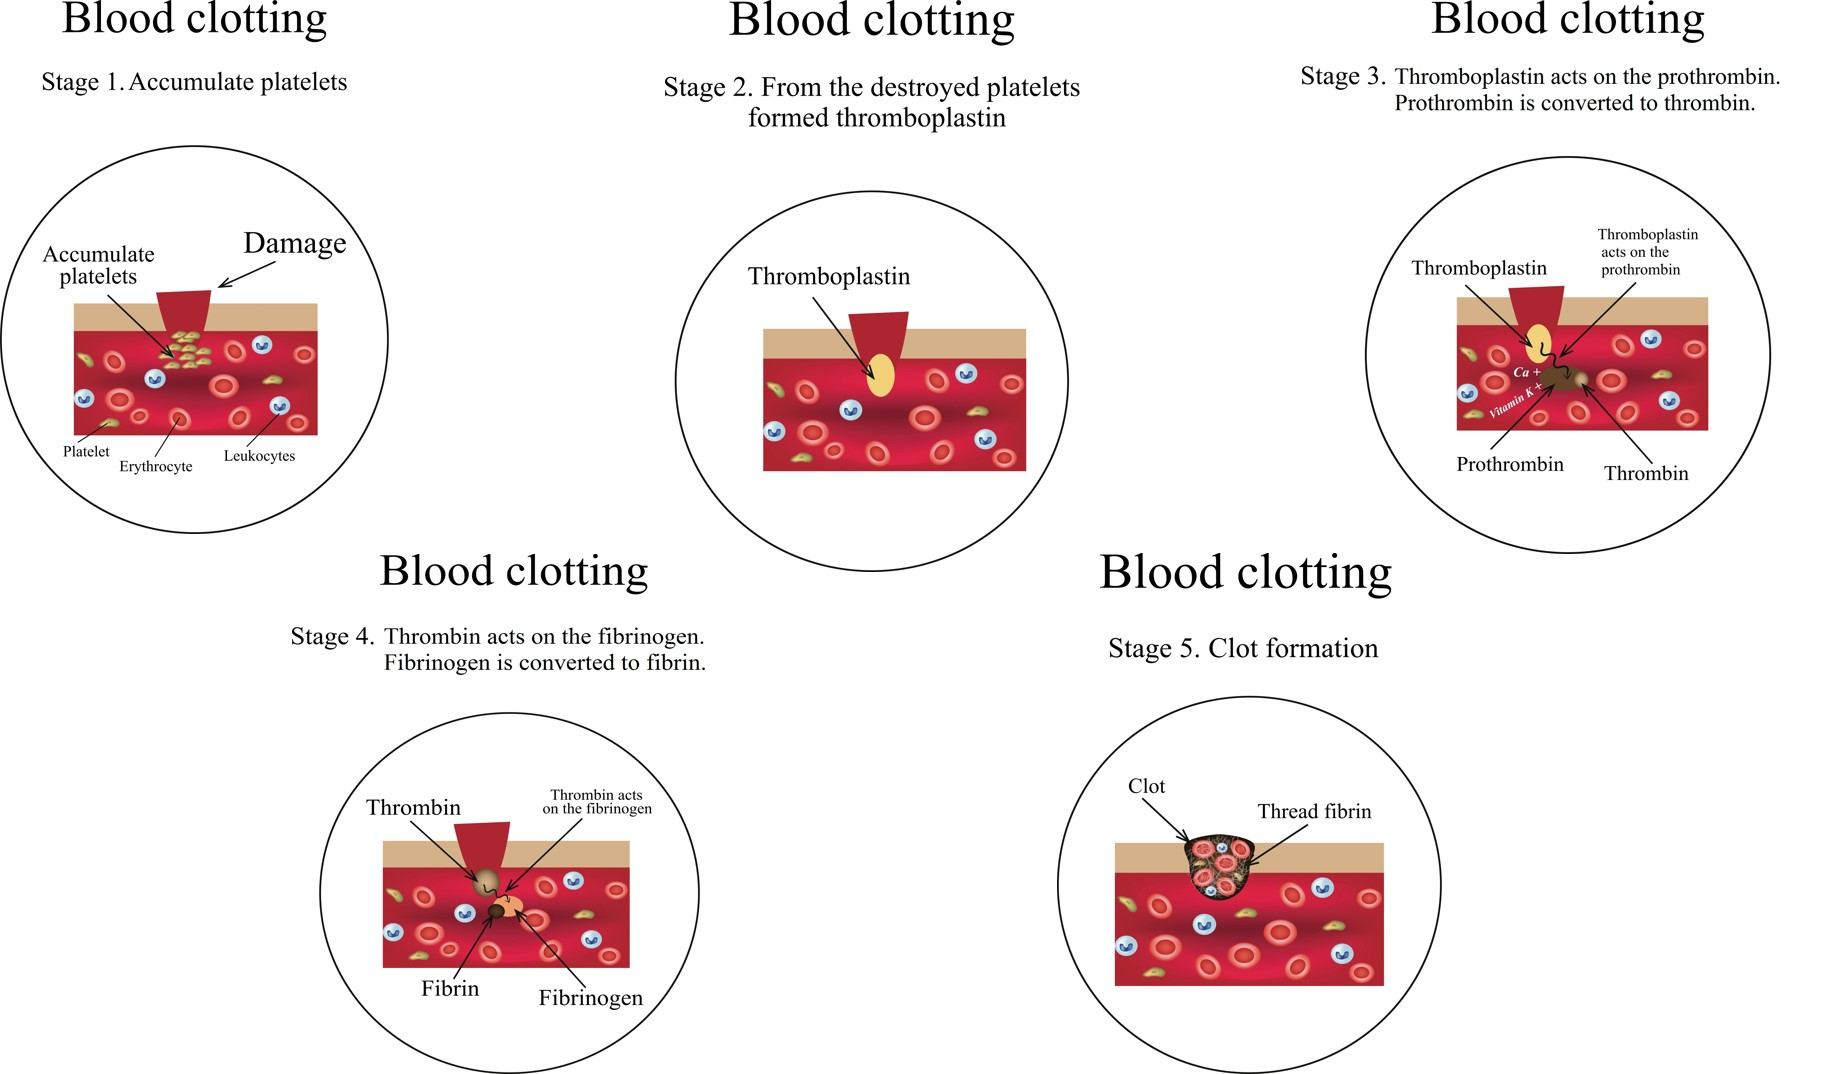 Blood clotting
Stage 1. Accumulate platelets
Accumulate
platelets
Damage
Platelet
Erythrocyte
Leukocytes
Blood clotting
Stage 2. From the destroyed platelets
formed thromboplastin
Thromboplastin
Blood clotting
Stage 3. Thromboplastin acts on the prothrombin.
Prothrombin is converted to thrombin.
Thromboplastin
Thromboplastin
acts on the
prothrombin
Ca +
Vitamin K +
Prothrombin
Thrombin
Blood clotting
Stage 4. Thrombin acts on the fibrinogen.
Fibrinogen is converted to fibrin.
Thrombin
Thrombin acts
on the fibrinogen
Fibrin
Fibrinogen
Blood clotting
Stage 5. Clot formation
Clot
Thread fibrin